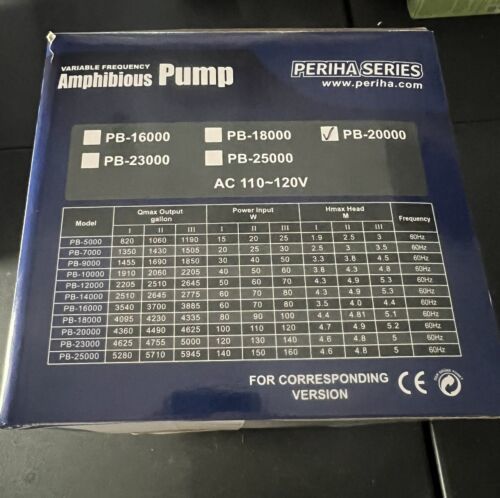 VARIABLE FREQUENCY
Amphibious Pump
PERIHA SERIES
www.periha.com
PB-16000 PB-18000 ✓ PB-20000
PB-23000 PB-25000
AC 110~120V
Model Qmax Output gallon Power Input W Hmax Head M Frequency
I II III I II III I II III
PB-5000 820 1060 1190 15 20 25 1.9 2.5 3 60Hz
PB-7000 1350 1430 1505 20 25 30 2.5 3 3.5 60Hz
PB-9000 1455 1690 1850 30 40 50 3.3 3.8 4.5 60Hz
PB-10000 1910 2060 2205 40 50 60 3.8 4.3 4.8 60Hz
PB-12000 2205 2510 2645 50 60 70 4.3 4.9 5.3 60Hz
PB-14000 2510 2645 2775 60 70 80 4.3 4.9 5.3 60Hz
PB-16000 3540 3700 3885 60 70 80 3.5 4.0 4.4 60Hz
PB-18000 4095 4230 4335 80 90 100 4.4 4.81 5.1 60Hz
PB-20000 4360 4490 4625 100 110 120 4.7 4.9 5.2 60Hz
PB-23000 4625 4755 5000 120 130 140 4.6 4.8 5 60Hz
PB-25000 5280 5710 5945 140 150 160 4.6 4.8 5 60Hz
FOR CORRESPONDING
VERSION
CE